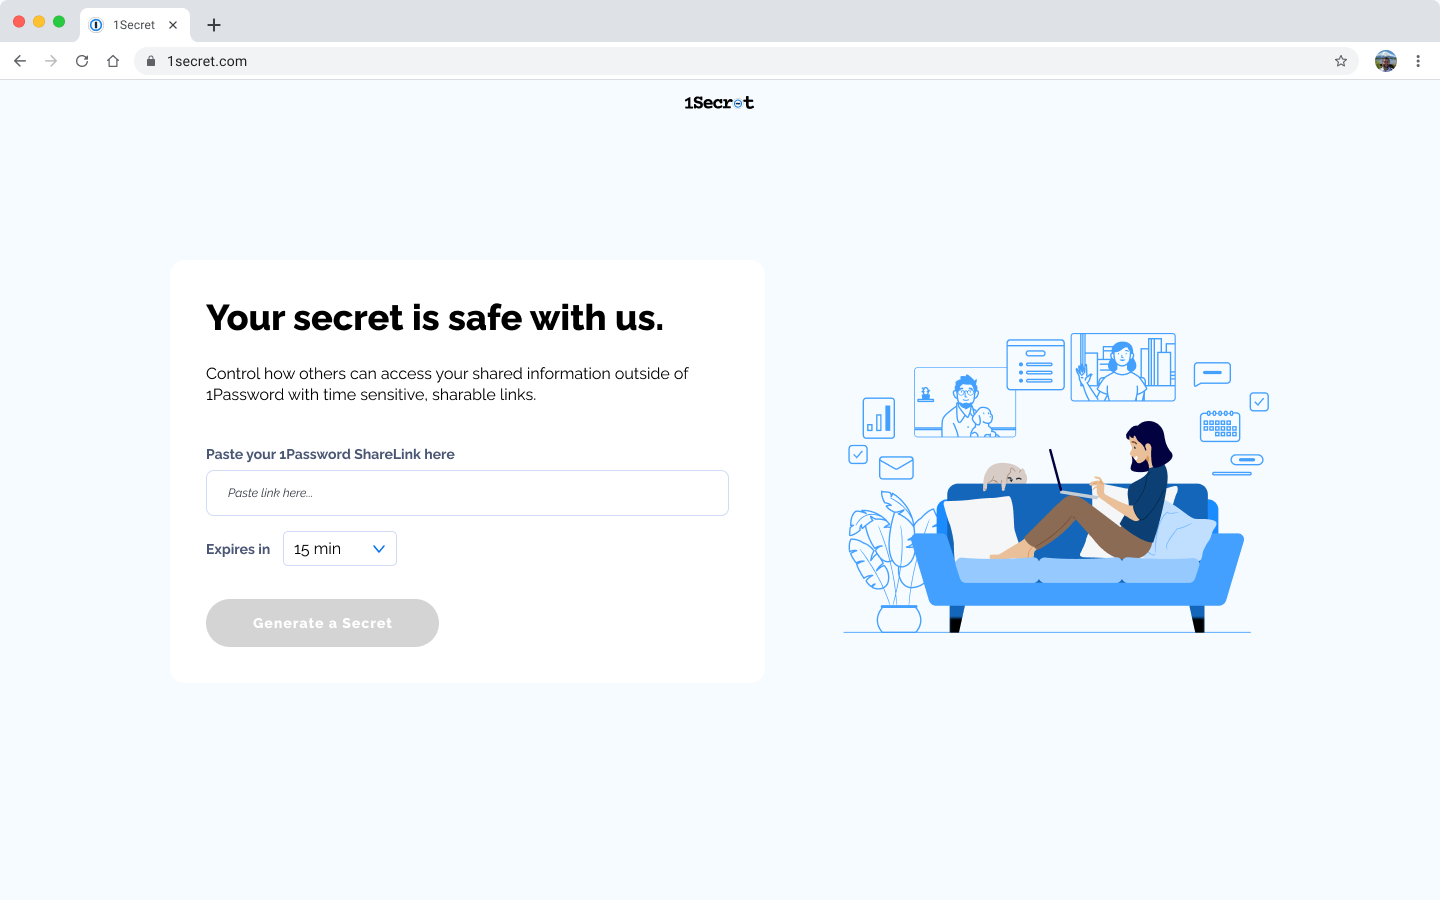 1Secret
1secret.com
1Secret
Your secret is safe with us.
Control how others can access your shared information outside of
1Password with time sensitive, sharable links.
Paste your 1Password ShareLink here
Paste link here...
Expires in 15 min
Generate a Secret